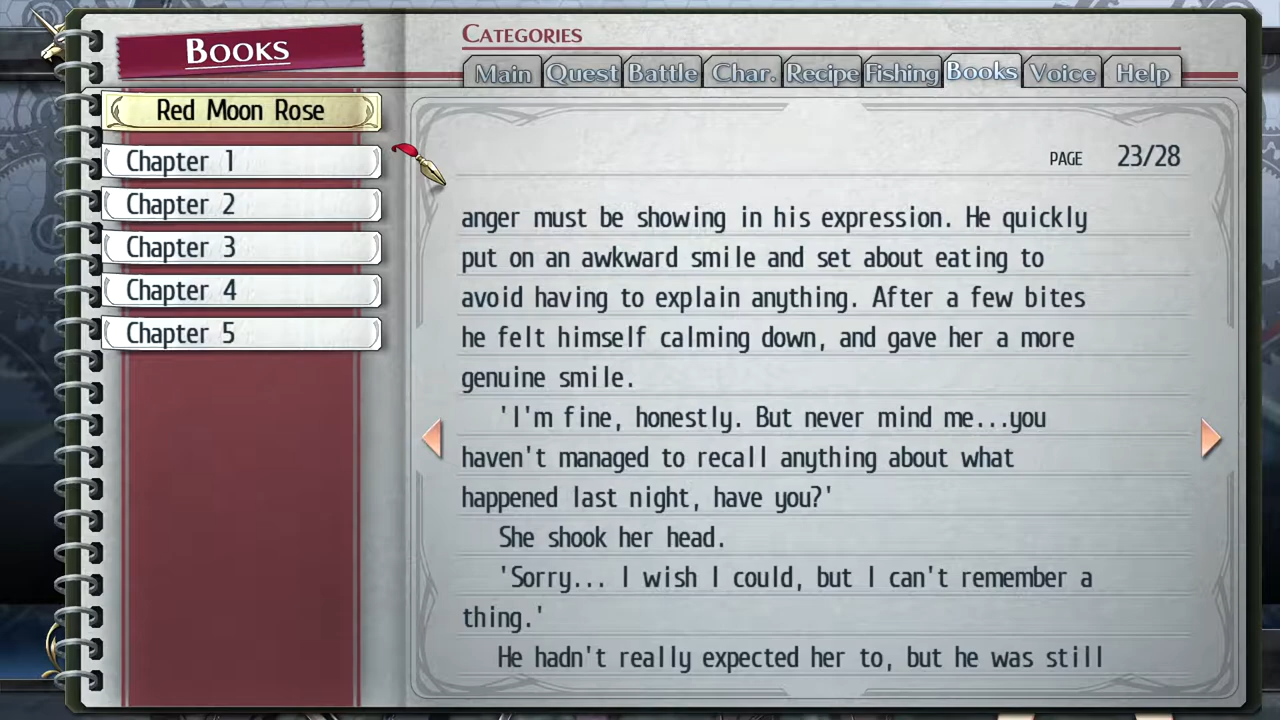 Books
Categories
Main Quest Battle Char. Recipe Fishing Books Voice Help
Red Moon Rose
Chapter 1
Chapter 2
Chapter 3
Chapter 4
Chapter 5
PAGE 23/28
anger must be showing in his expression. He quickly
put on an awkward smile and set about eating to
avoid having to explain anything. After a few bites
he felt himself calming down, and gave her a more
genuine smile.
'I'm fine, honestly. But never mind me...you
haven't managed to recall anything about what
happened last night, have you?'
She shook her head.
'Sorry... I wish I could, but I can't remember a
thing.'
He hadn't really expected her to, but he was still